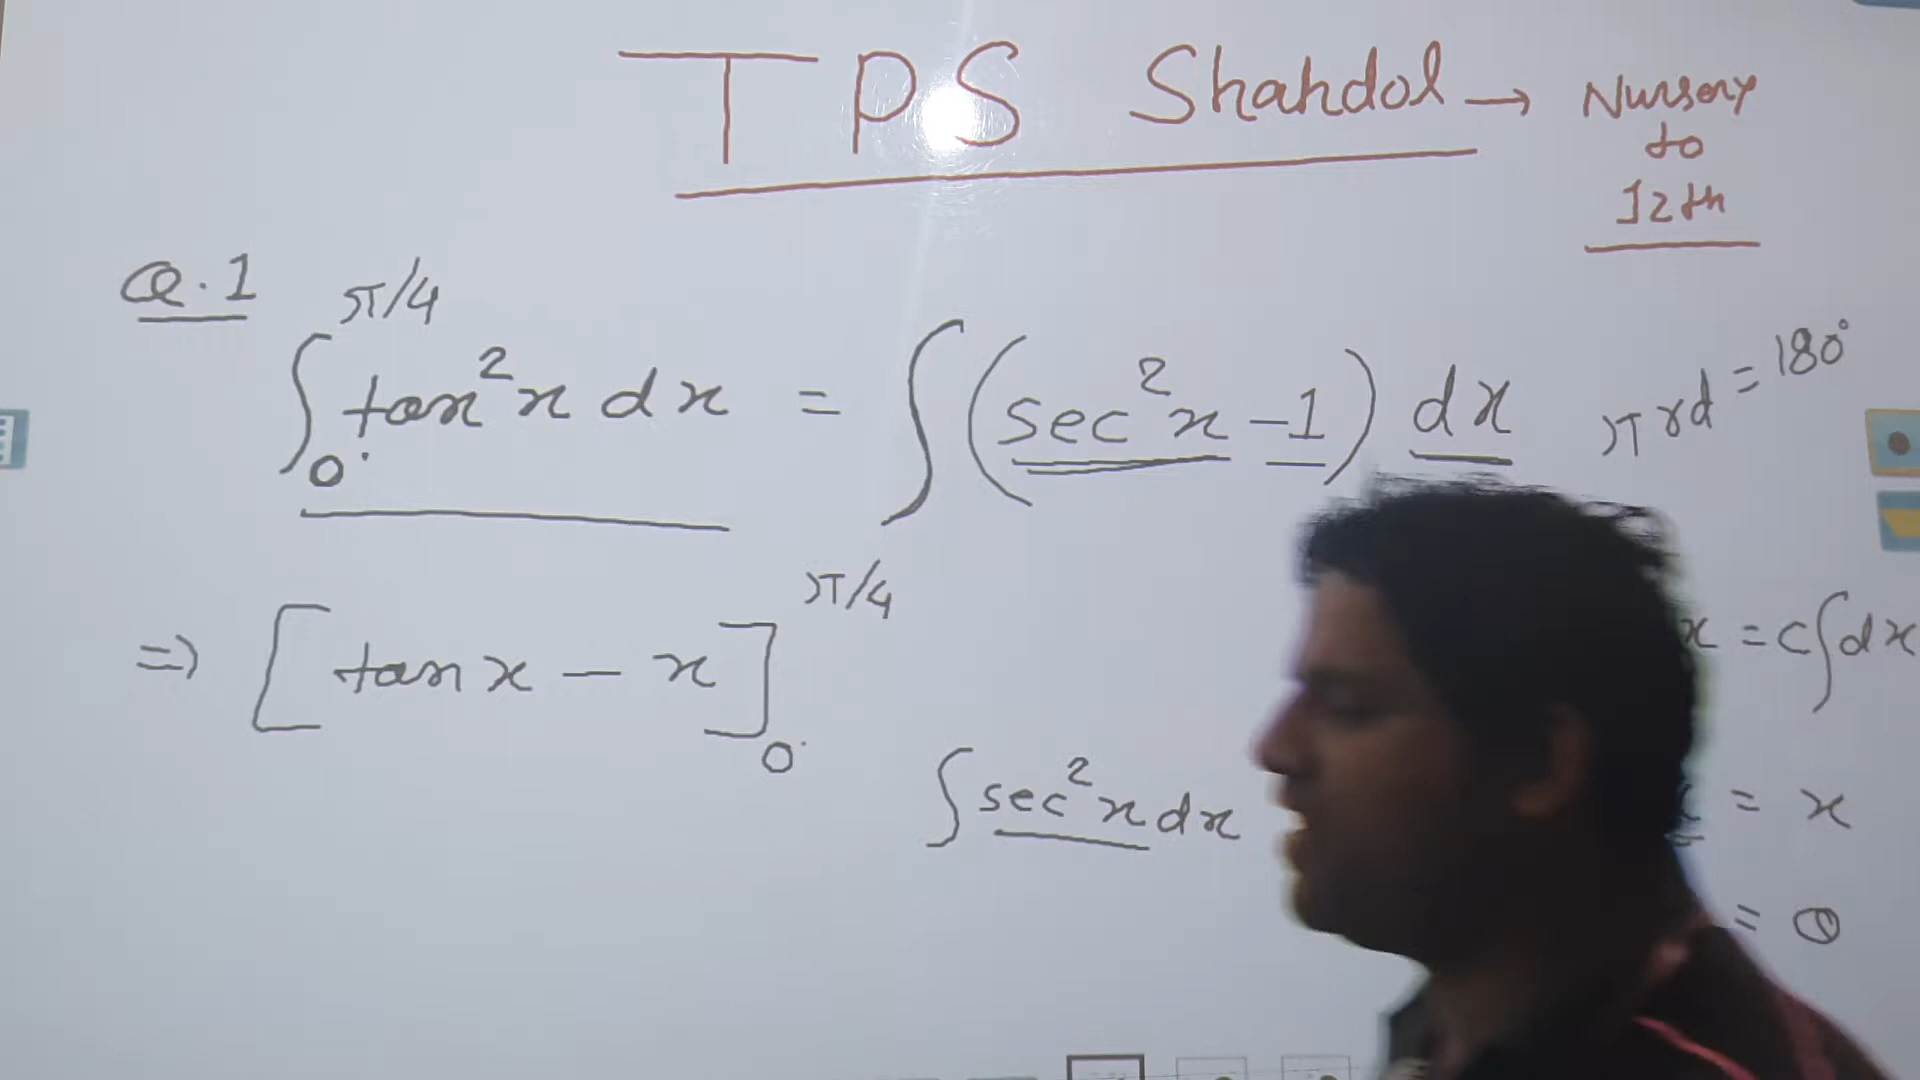 TPS Shahdol → Nursery
to
12th
Q.1
∫₀^π/4 tan²x dx = ∫(sec²x - 1) dx
π rd = 180°
⇒ [tan x - x]₀^π/4
x = c∫dx
∫sec²x dx
= x
=